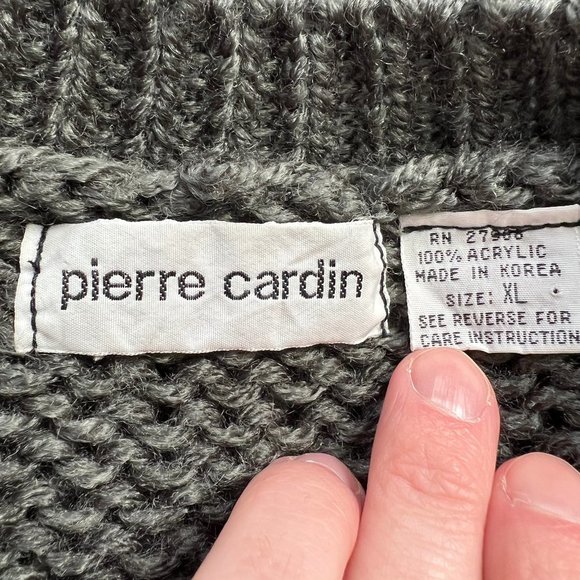 pierre cardin
RN
100% ACRYLIC
MADE IN KOREA
SIZE: XL
SEE REVERSE FOR
CARE INSTRUCTION